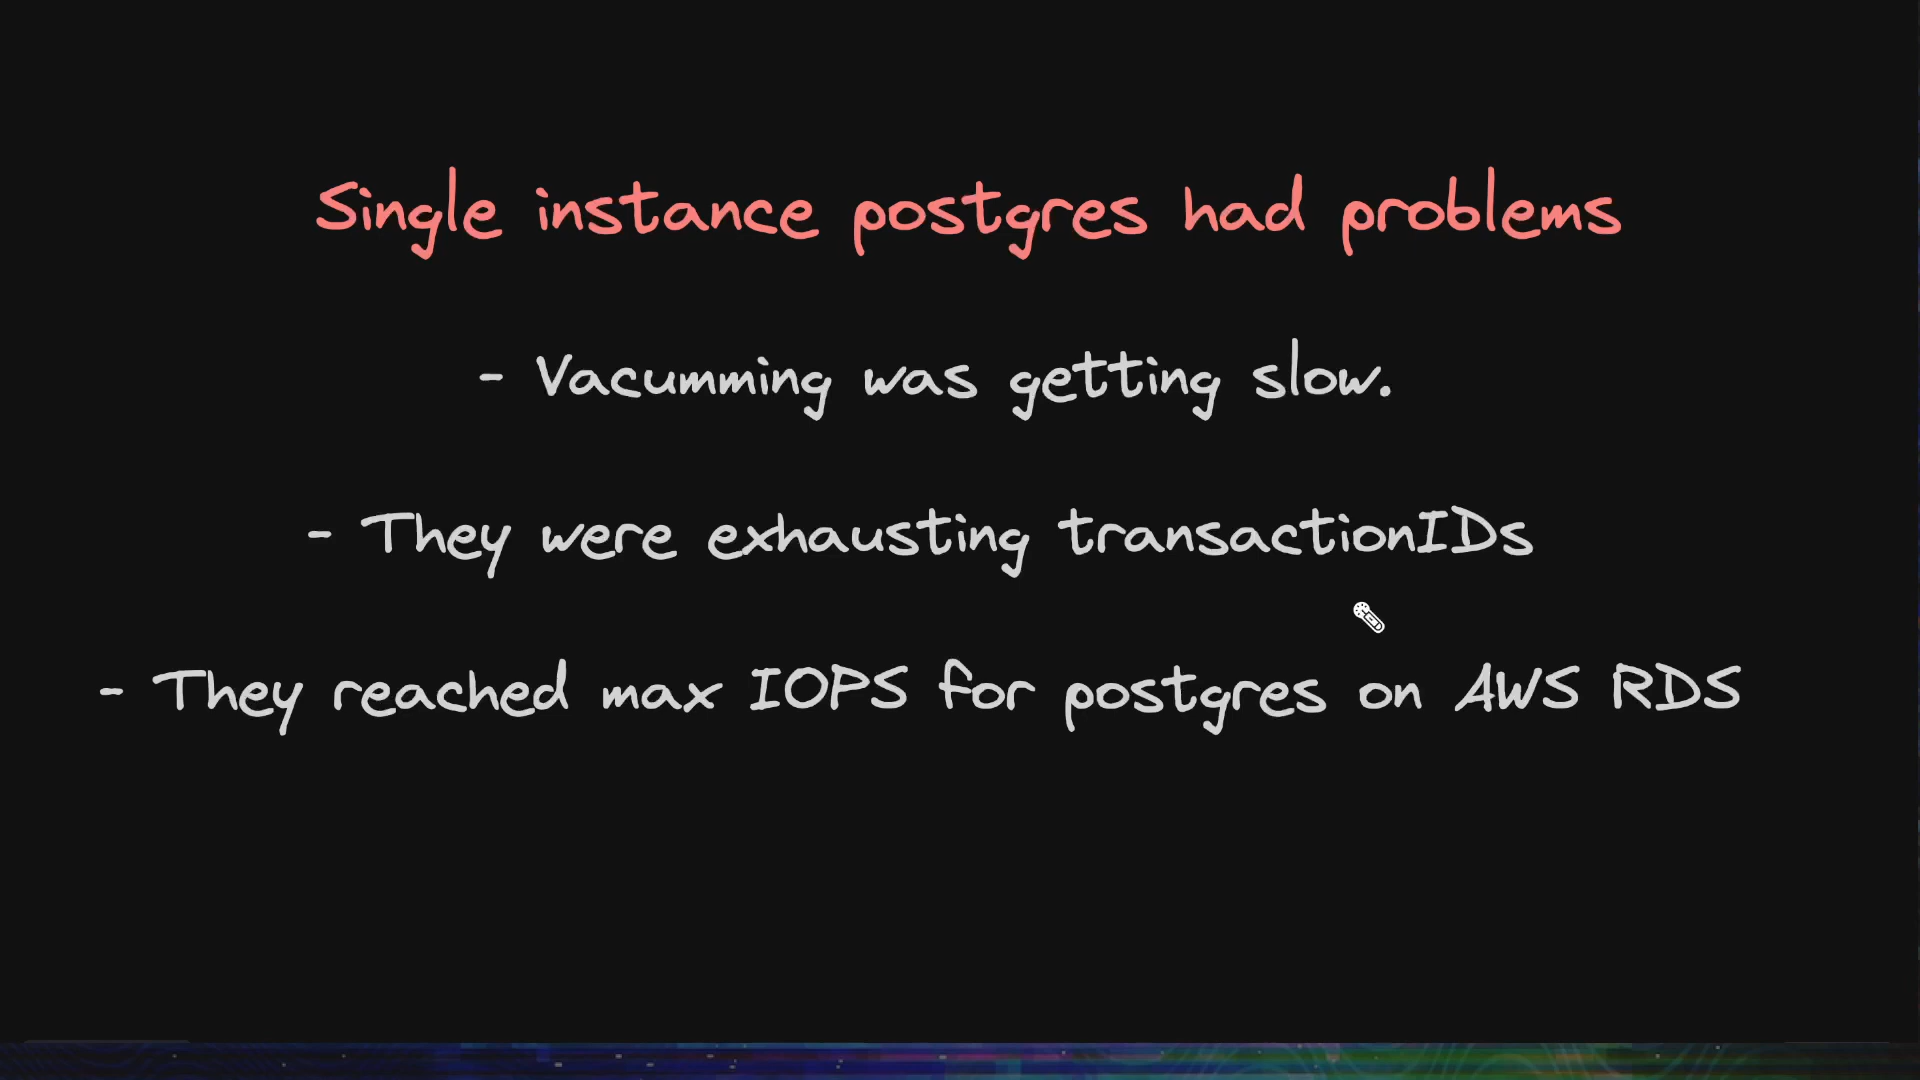 Single instance postgres had problems
- Vacumming was getting slow.
- They were exhausting transactionIDs
- They reached max IOPS for postgres on AWS RDS